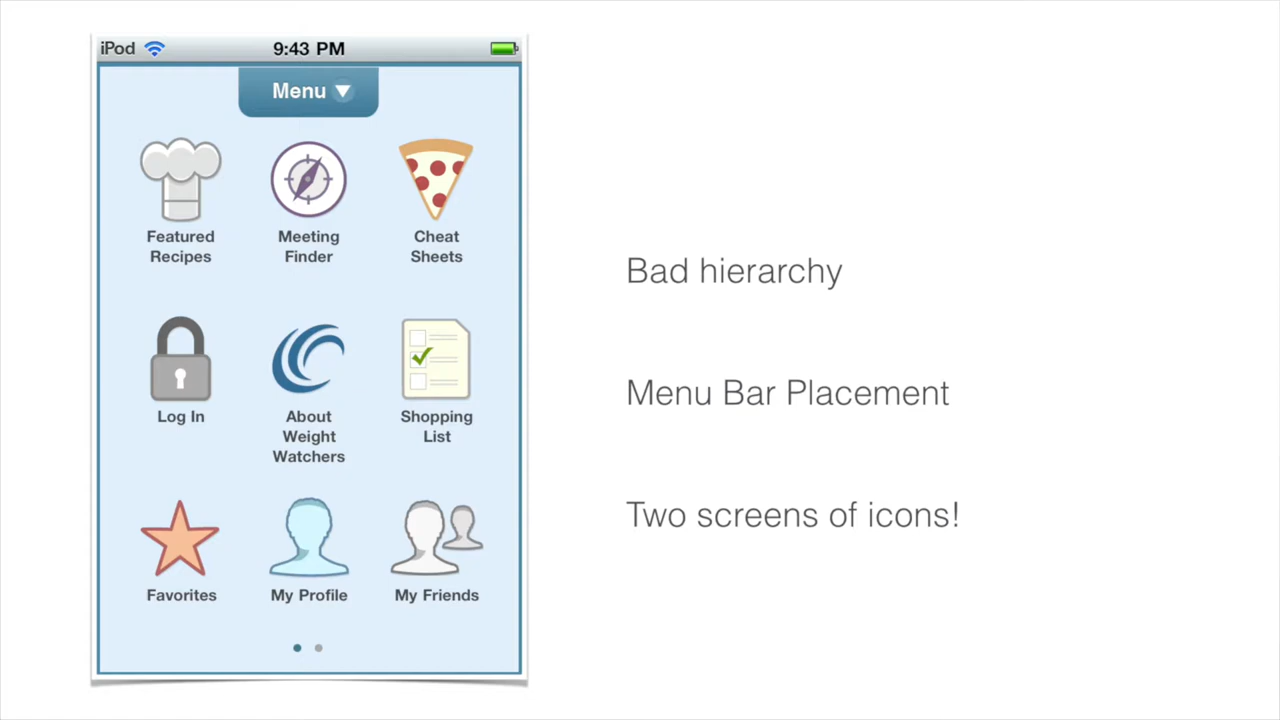 iPod 9:43 PM
Menu
Featured Recipes
Meeting Finder
Cheat Sheets
Log In
About Weight Watchers
Shopping List
Favorites
My Profile
My Friends
Bad hierarchy
Menu Bar Placement
Two screens of icons!